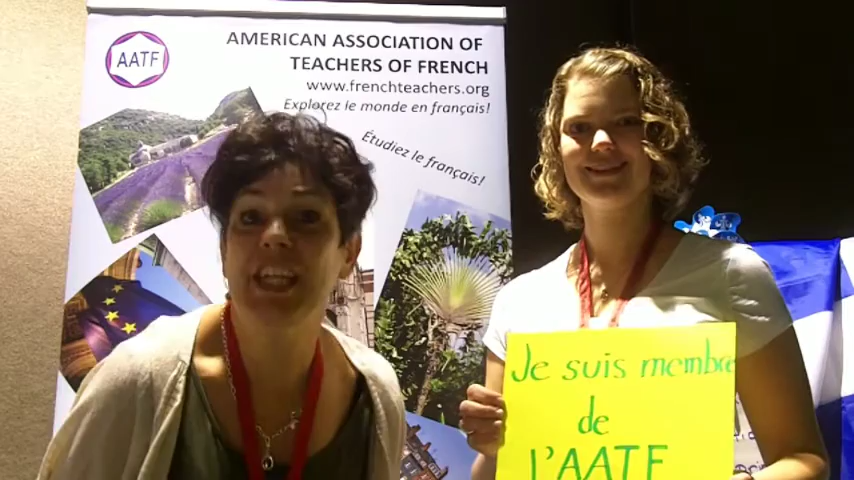 AATF
AMERICAN ASSOCIATION OF
TEACHERS OF FRENCH
www.frenchteachers.org
Explorez le monde en français!
Étudiez le français!
Je suis membre
de
l'AATF